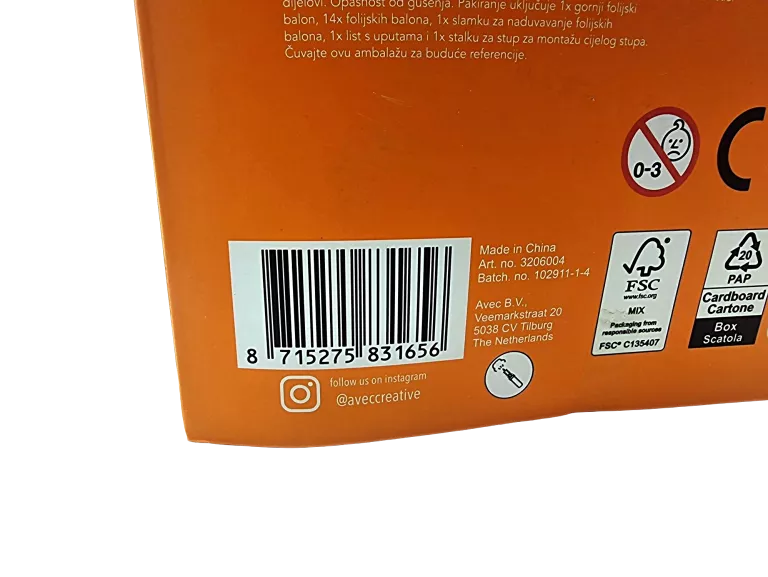 dijelovi. Opasnost od gušenja. Pakiranje uključuje 1x gornji folijski
balon, 14x folijskih balona, 1x slamku za naduvavanje folijskih
balona, 1x list s uputama i 1x stalku za stup za montažu cijelog stupa.
Čuvajte ovu ambalažu za buduće referencije.
0-3
C
Made in China
Art. no. 3206004
Batch. no. 102911-1-4
Avec B.V.,
Veemarkstraat 20
5038 CV Tilburg
The Netherlands
8 715275 831656
follow us on instagram
@aveccreative
FSC
www.fsc.org
MIX
Packaging from
responsible sources
FSC® C135407
20
PAP
Cardboard
Cartone
Box
Scatola